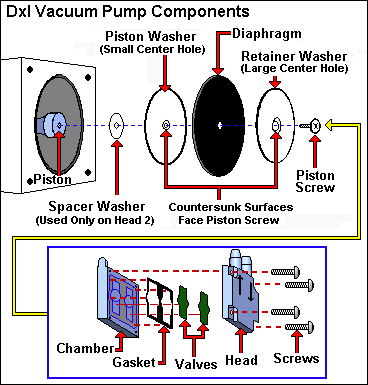 Dxl Vacuum Pump Components
Piston Washer
(Small Center Hole)
Diaphragm
Retainer Washer
(Large Center Hole)
Piston
Spacer Washer
(Used Only on Head 2)
Countersunk Surfaces
Face Piston Screw
Piston
Screw
Chamber
Gasket
Valves
Head
Screws